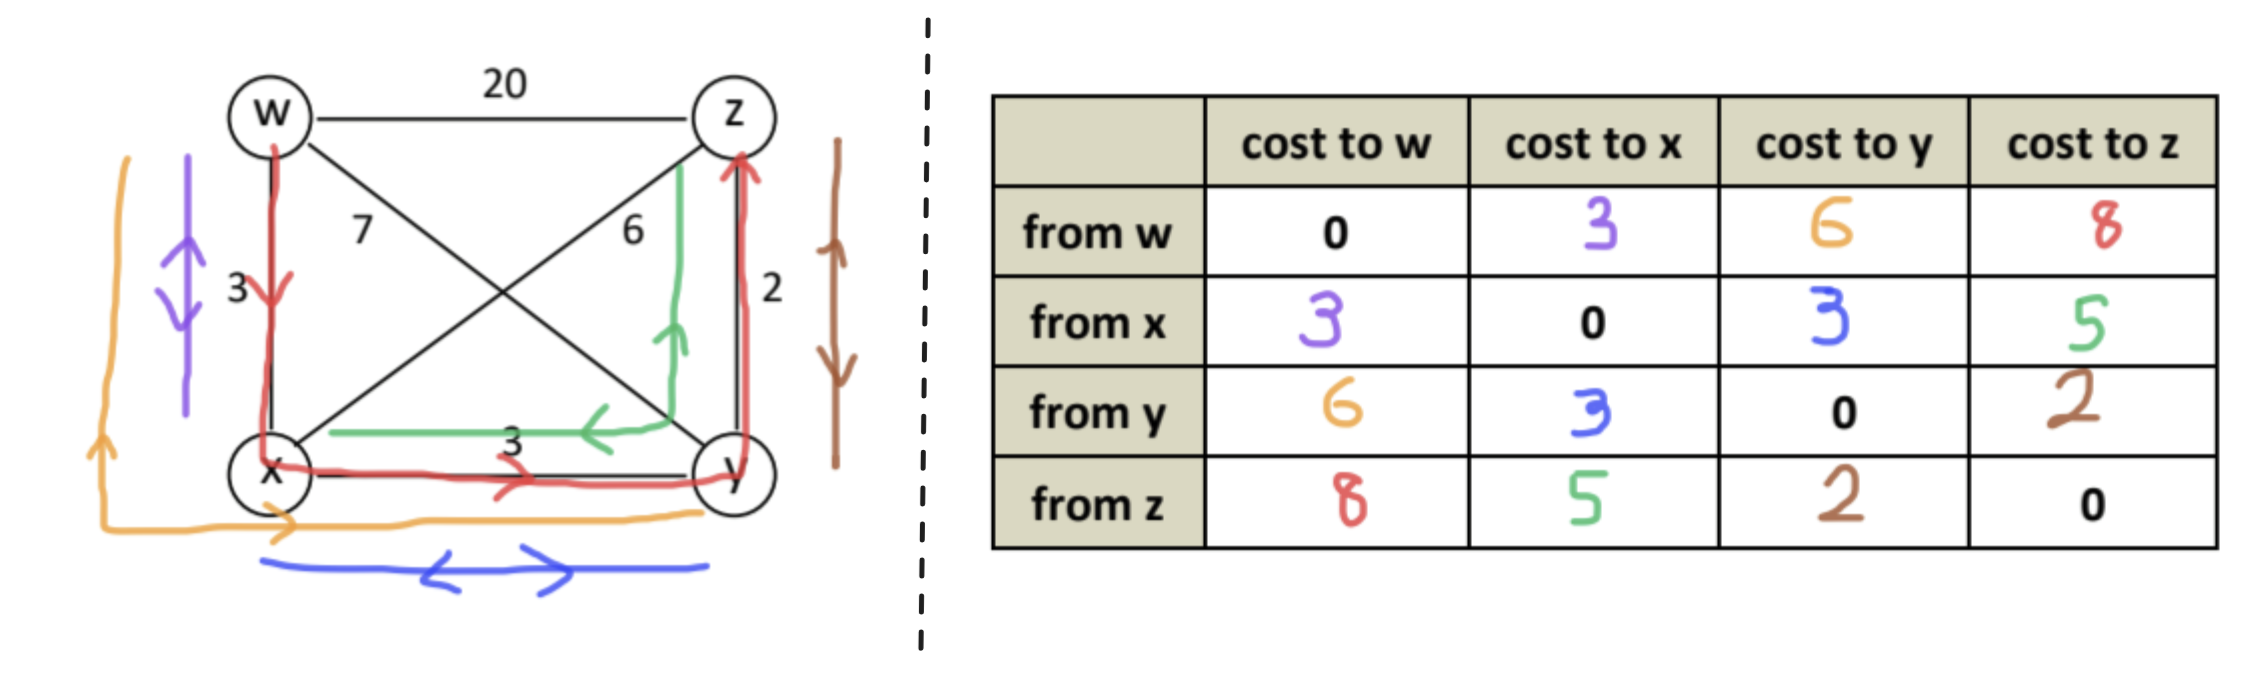 20
W Z
7 6
3 2
3
X y
cost to w cost to x cost to y cost to z
from w 0 3 6 8
from x 3 0 3 5
from y 6 3 0 2
from z 8 5 2 0